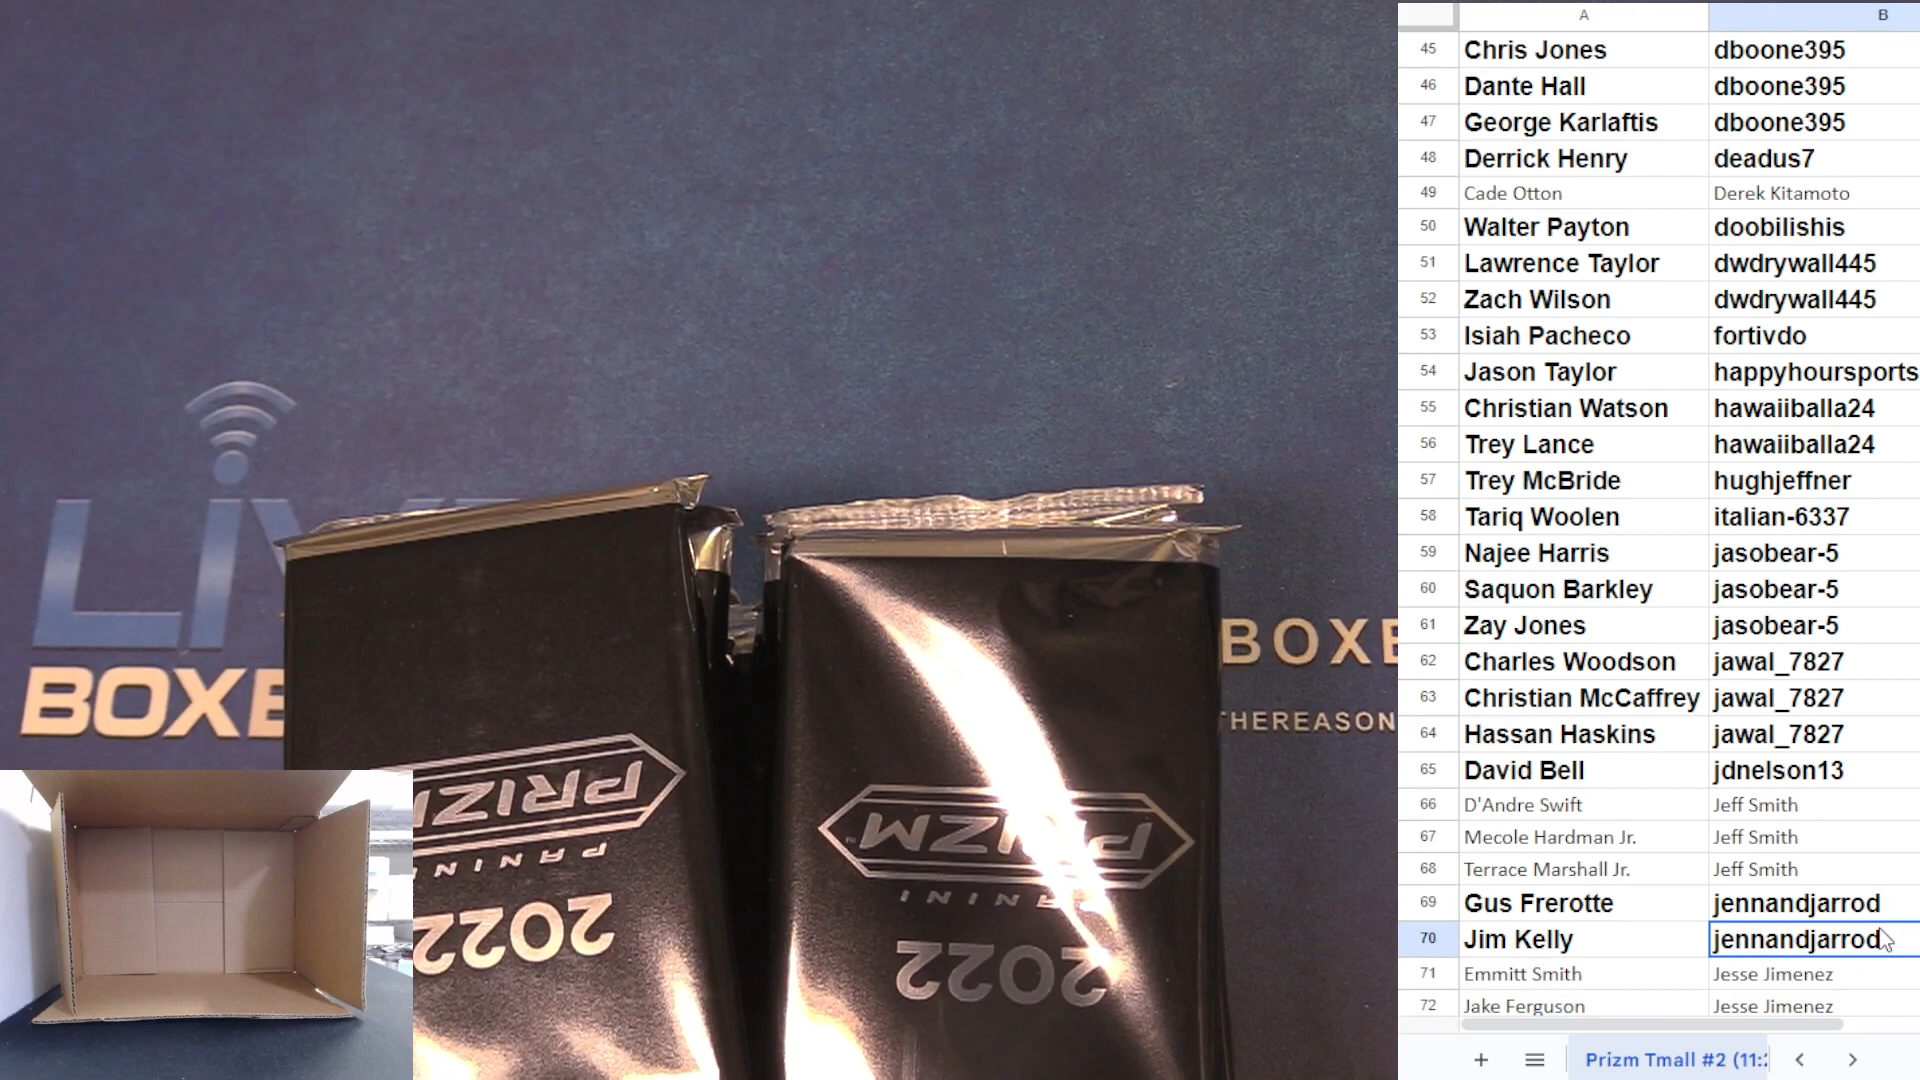 LIVE
BOXE
BOXE
THEREASON
PRIZM
PANINI
2022
PRIZM
PANINI
2022
A B
45 Chris Jones dboone395
46 Dante Hall dboone395
47 George Karlaftis dboone395
48 Derrick Henry deadus7
49 Cade Otton Derek Kitamoto
50 Walter Payton doobilishis
51 Lawrence Taylor dwdrywall445
52 Zach Wilson dwdrywall445
53 Isiah Pacheco fortivdo
54 Jason Taylor happyhoursports
55 Christian Watson hawaiiballa24
56 Trey Lance hawaiiballa24
57 Trey McBride hughjeffner
58 Tariq Woolen italian-6337
59 Najee Harris jasobear-5
60 Saquon Barkley jasobear-5
61 Zay Jones jasobear-5
62 Charles Woodson jawal_7827
63 Christian McCaffrey jawal_7827
64 Hassan Haskins jawal_7827
65 David Bell jdnelson13
66 D'Andre Swift Jeff Smith
67 Mecole Hardman Jr. Jeff Smith
68 Terrace Marshall Jr. Jeff Smith
69 Gus Frerotte jennandjarrod
70 Jim Kelly jennandjarrod
71 Emmitt Smith Jesse Jimenez
72 Jake Ferguson Jesse Jimenez
Prizm Tmall #2 (11:2